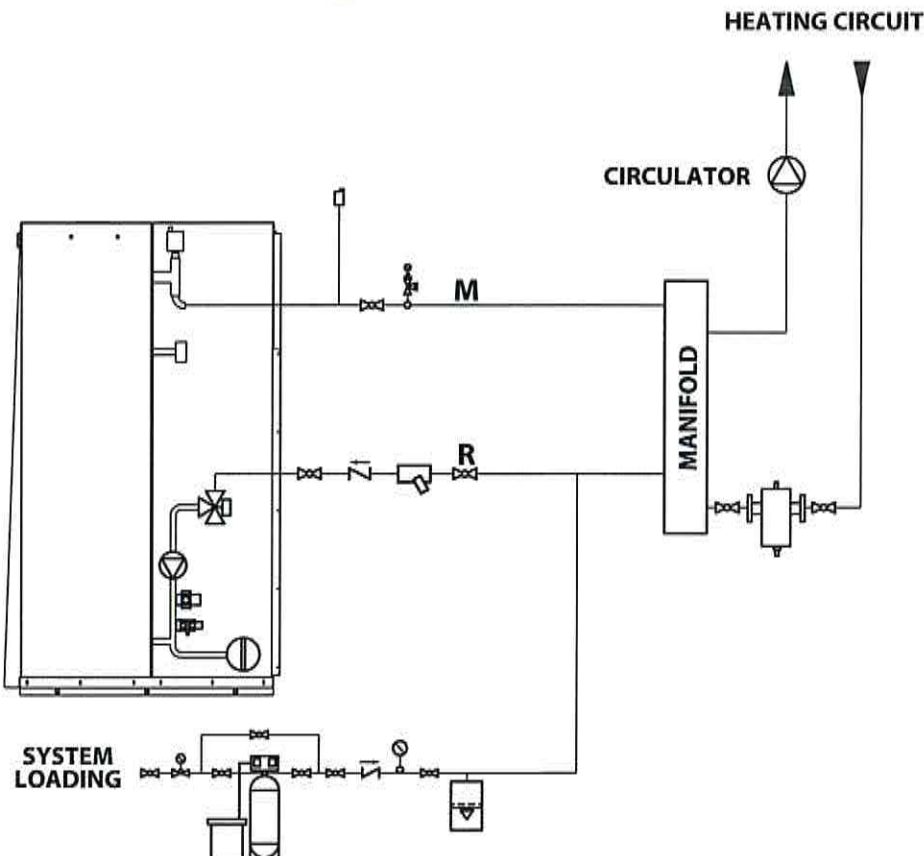 HEATING CIRCUIT
CIRCULATOR
M
MANIFOLD
R
SYSTEM
LOADING